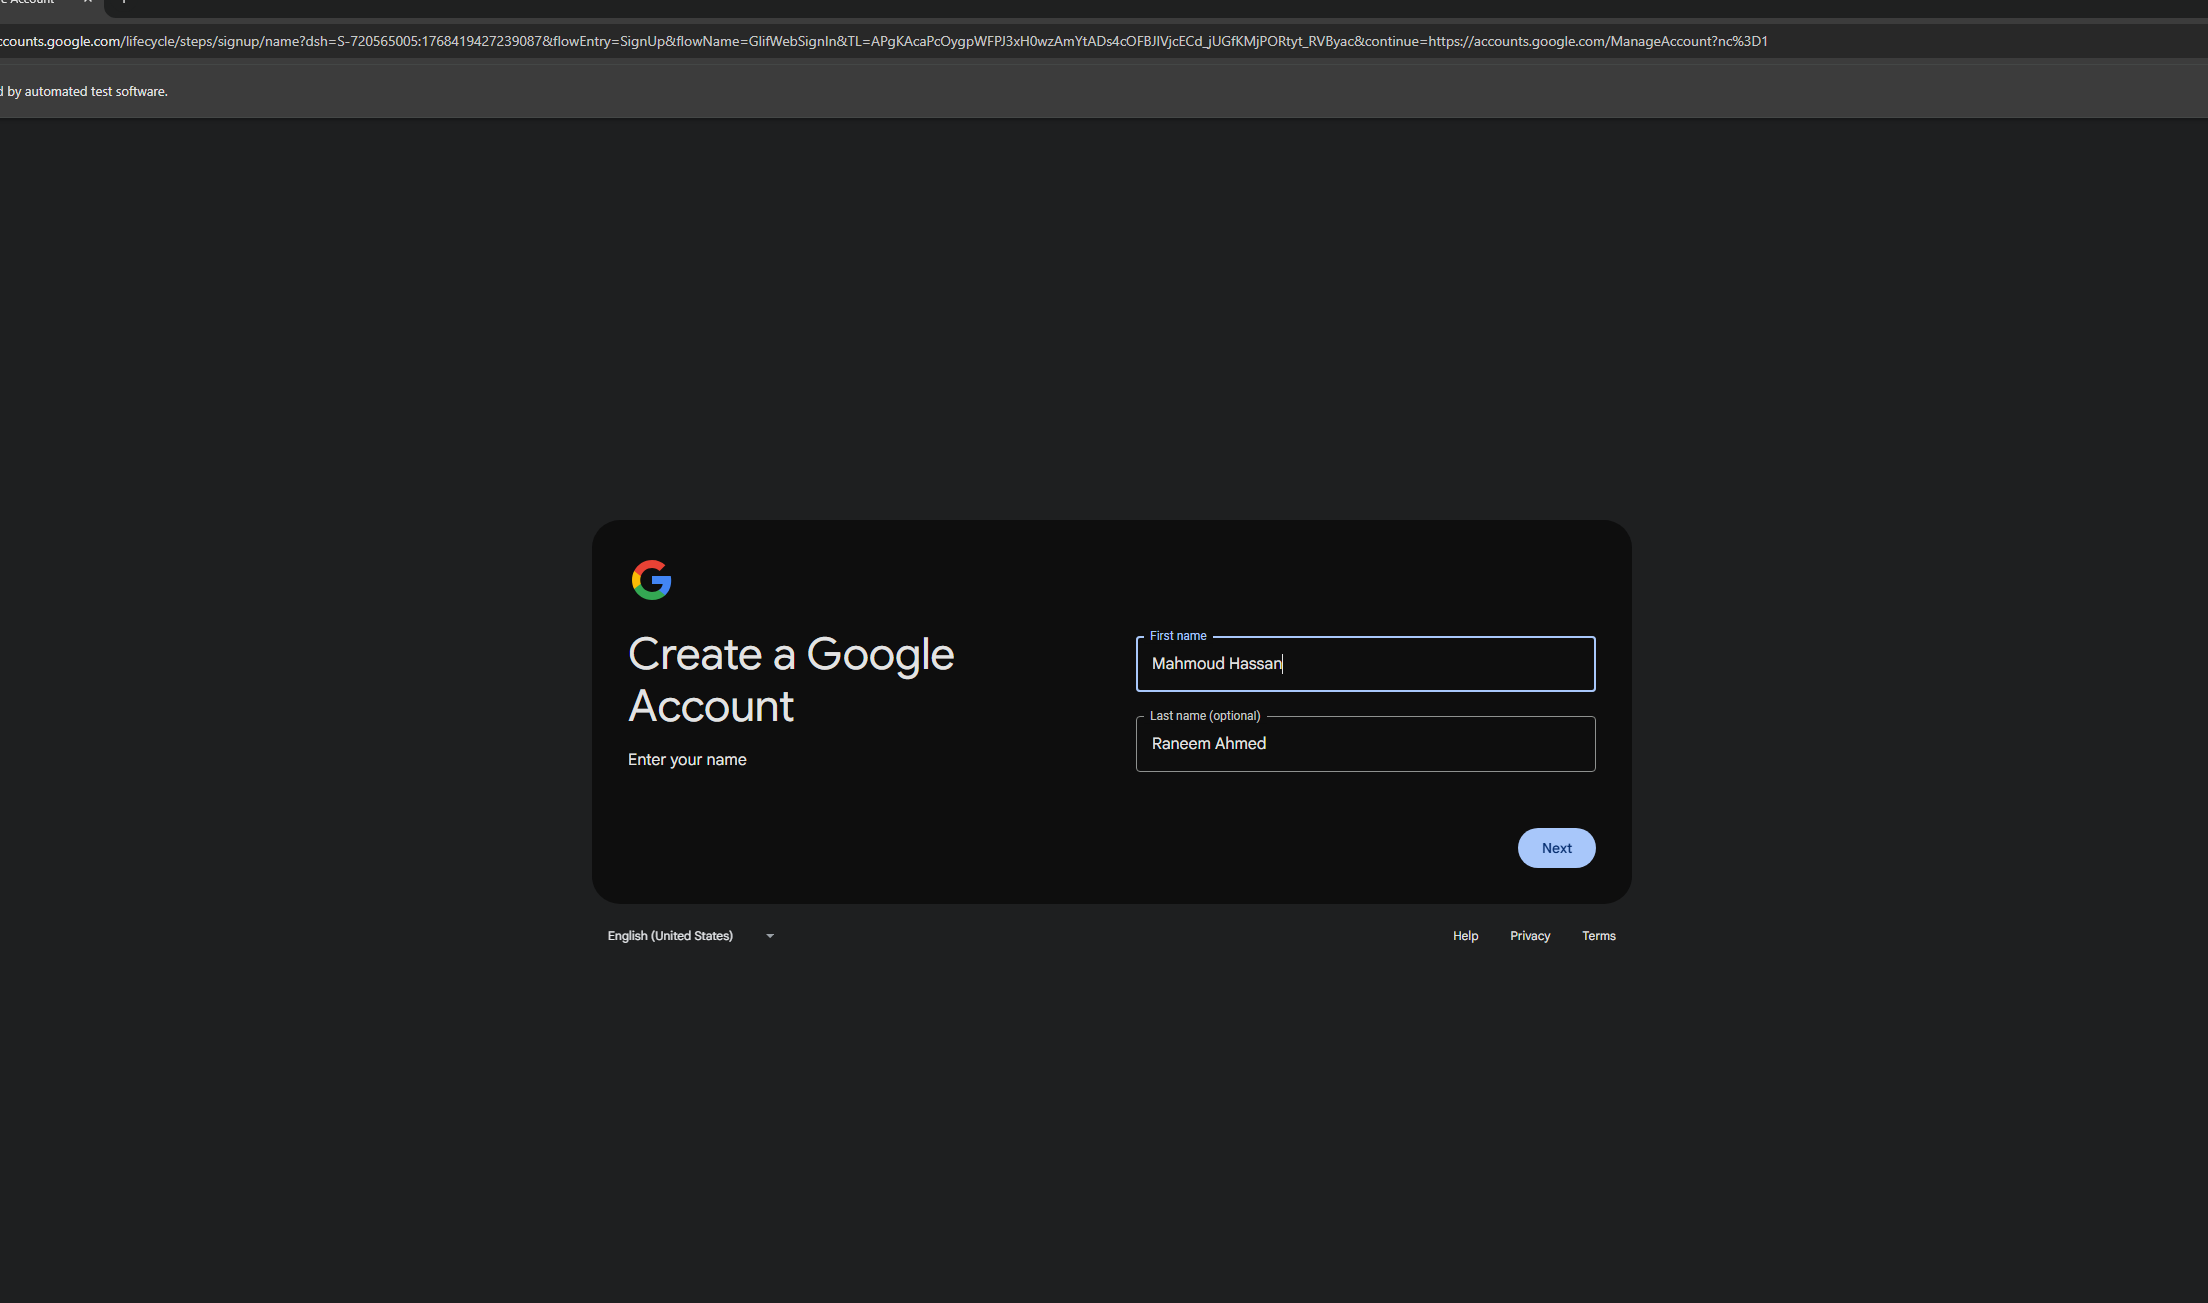 accounts.google.com/lifecycle/steps/signup/name?dsh=S-720565005:1768419427239087&flowEntry=SignUp&flowName=GlifWebSignIn&TL=APgKAcaPcOygpWFPJ3xH0wzAmYtADs4cOFBJIVjcECd_jUGfKMjPORtyt_RVByac&continue=https://accounts.google.com/ManageAccount?nc%3D1
by automated test software.
Create a Google
Account
Enter your name
First name
Mahmoud Hassan
Last name (optional)
Raneem Ahmed
Next
English (United States)
Help Privacy Terms